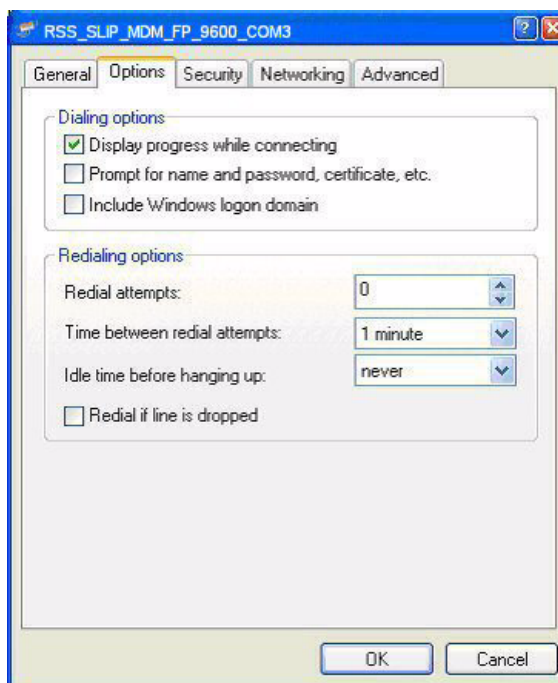 RSS_SLIP_MDM_FP_9600_COM3
General Options Security Networking Advanced
Dialing options
Display progress while connecting
Prompt for name and password, certificate, etc.
Include Windows logon domain
Redialing options
Redial attempts: 0
Time between redial attempts: 1 minute
Idle time before hanging up: never
Redial if line is dropped
OK Cancel